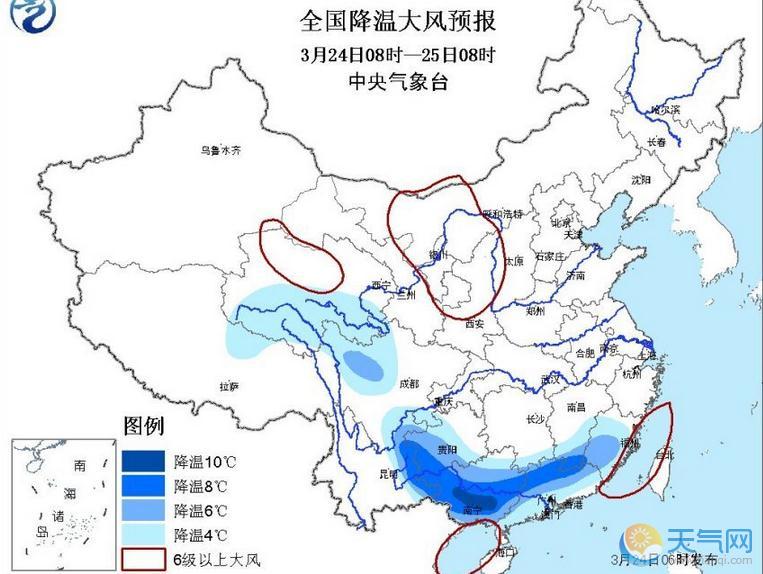 全国降温大风预报
3月24日08时—25日08时
中央气象台
哈尔滨
长春
乌鲁木齐
沈阳
呼和浩特
北京
天津
银川
太原
石家庄
济南
西宁
兰州
郑州
西安
合肥
南京
上海
杭州
武汉
拉萨
成都
重庆
南昌
长沙
贵阳
福州
台北
昆明
南宁
广州
香港
澳门
海口
图例
降温10℃
降温8℃
降温6℃
降温4℃
6级以上大风
南
海
诸
岛
天气网
3月24日06时发布